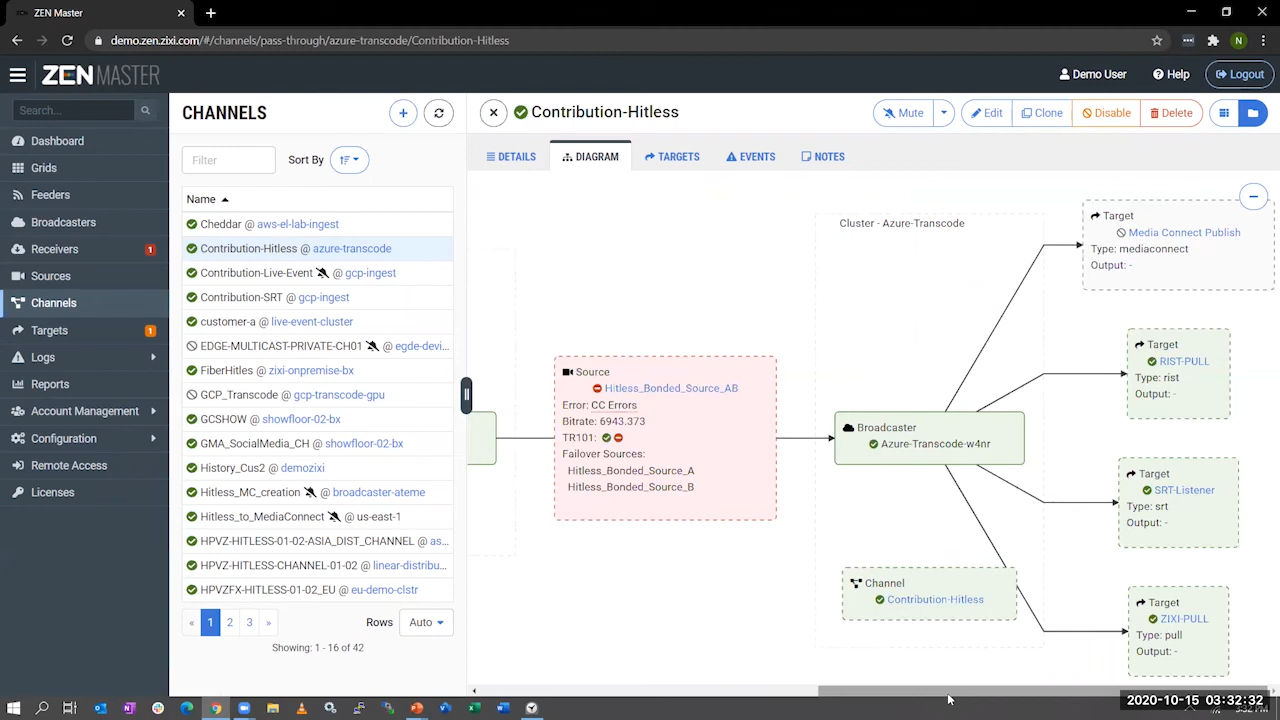 ZEN Master
demo.zen.zixi.com/#/channels/pass-through/azure-transcode/Contribution-Hitless
N
ZEN MASTER
Demo User
Help
Logout
Search...
Dashboard
Grids
Feeders
Broadcasters
Receivers 1
Sources
Channels
Targets 1
Logs
Reports
Account Management
Configuration
Remote Access
Licenses
CHANNELS
Filter
Sort By
Name
Cheddar @ aws-el-lab-ingest
Contribution-Hitless @ azure-transcode
Contribution-Live-Event @ gcp-ingest
Contribution-SRT @ gcp-ingest
customer-a @ live-event-cluster
EDGE-MULTICAST-PRIVATE-CH01 @ egde-devi...
FiberHitles @ zixi-onpremise-bx
GCP_Transcode @ gcp-transcode-gpu
GCSHOW @ showfloor-02-bx
GMA_SocialMedia_CH @ showfloor-02-bx
History_Cus2 @ demozixi
Hitless_MC_creation @ broadcaster-ateme
Hitless_to_MediaConnect @ us-east-1
HPVZ-HITLESS-01-02-ASIA_DIST_CHANNEL @ as...
HPVZ-HITLESS-CHANNEL-01-02 @ linear-distribu...
HPVZFX-HITLESS-01-02_EU @ eu-demo-clstr
« 1 2 3 »
Rows
Auto
Showing: 1 - 16 of 42
Contribution-Hitless
Mute
Edit
Clone
Disable
Delete
DETAILS
DIAGRAM
TARGETS
EVENTS
NOTES
Source
Hitless_Bonded_Source_AB
Error: CC Errors
Bitrate: 6943.373
TR101:
Failover Sources:
Hitless_Bonded_Source_A
Hitless_Bonded_Source_B
Cluster - Azure-Transcode
Broadcaster
Azure-Transcode-w4nr
Channel
Contribution-Hitless
Target
Media Connect Publish
Type: mediaconnect
Output: -
Target
RIST-PULL
Type: rist
Output: -
Target
SRT-Listener
Type: srt
Output: -
Target
ZIXI-PULL
Type: pull
Output: -
2020-10-15 03:32:32